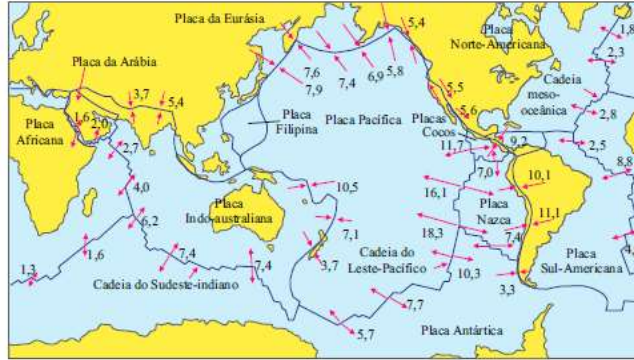 Placa da Eurásia
5,4
Placa
Norte-Americana
1,8
2,3
Placa da Arábia
7,6
7,9
7,4
6,9
5,8
Cadeia
meso-
oceânica
3,7
5,4
5,5
5,6
1,6
2,0
Placa
Africana
Placa
Filipina
Placa Pacífica
Placas
Cocos
2,8
2,7
11,7
9,2
2,5
7,0
8,8
4,0
10,5
16,1
10,1
Placa
Indo-australiana
Placa
Nazca
6,2
7,1
18,3
11,1
1,6
7,4
7,4
3,7
Cadeia do
Leste-Pacífico
7,4
Placa
Sul-Americana
4,
1,3
Cadeia do Sudeste-indiano
10,3
3,3
7,7
5,7
Placa Antártica